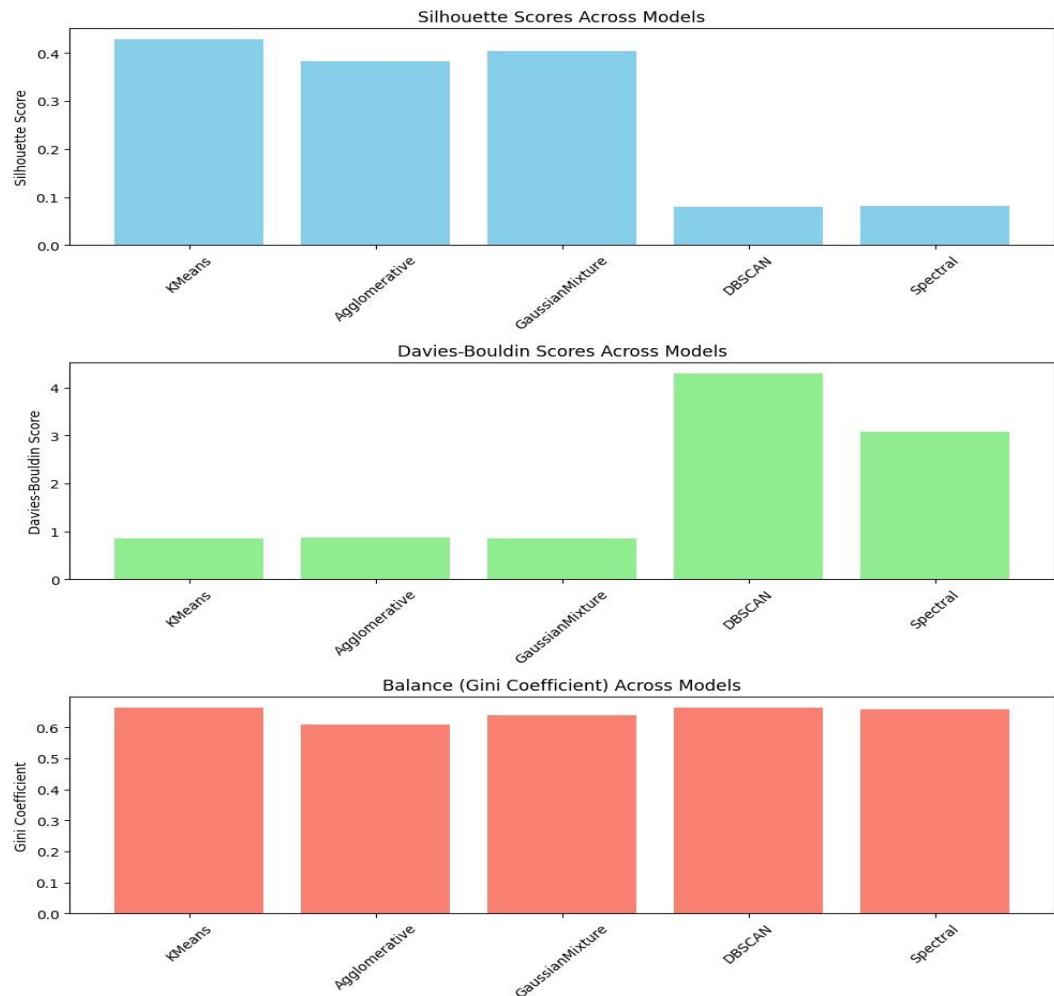 Silhouette Scores Across Models
Silhouette Score
0.4
0.3
0.2
0.1
0.0
KMeans
Agglomerative
GaussianMixture
DBSCAN
Spectral
Davies-Bouldin Scores Across Models
Davies-Bouldin Score
4
3
2
1
0
KMeans
Agglomerative
GaussianMixture
DBSCAN
Spectral
Balance (Gini Coefficient) Across Models
Gini Coefficient
0.6
0.5
0.4
0.3
0.2
0.1
0.0
KMeans
Agglomerative
GaussianMixture
DBSCAN
Spectral